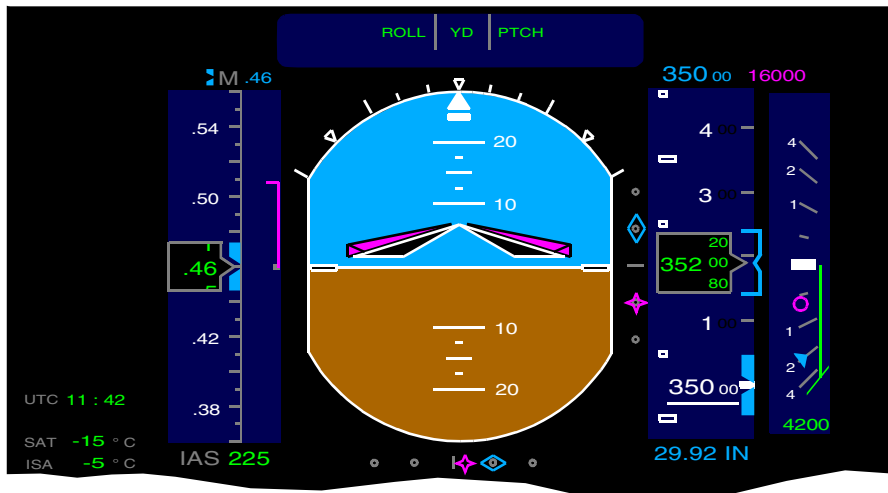 ROLL YD PTCH
M .46
350 00 16000
.54
.50
.46
.42
.38
IAS 225
20
10
10
20
4 00
3 00
20
352 00
80
1 00
350 00
29.92 IN
4
2
1
1
2
4
4200
UTC 11 : 42
SAT -15 ° C
ISA -5 ° C